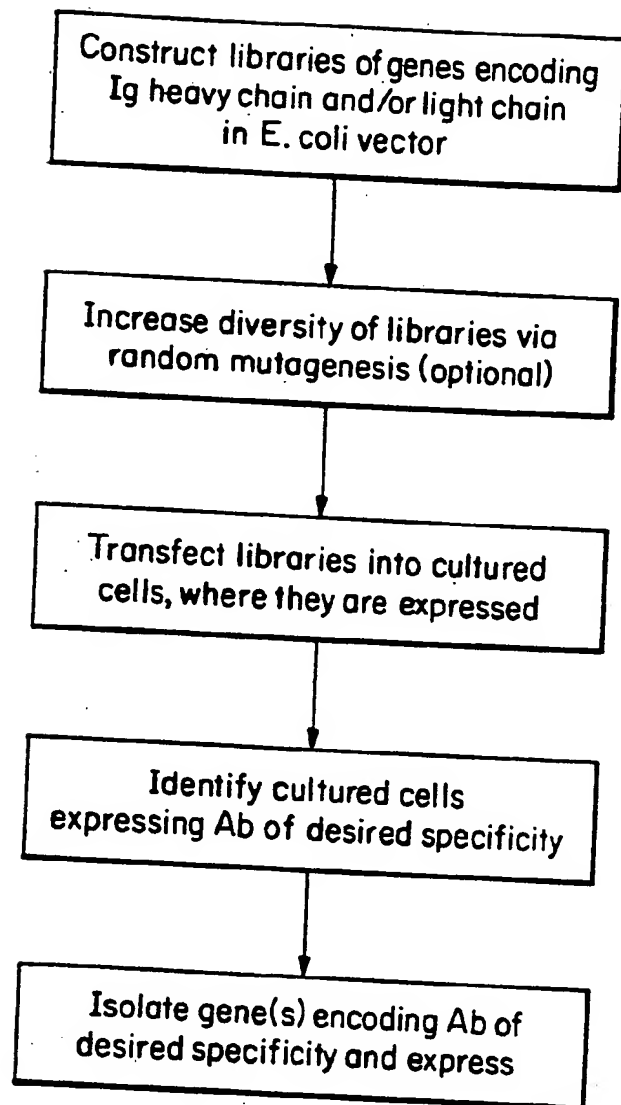 Construct libraries of genes encoding
Ig heavy chain and/or light chain
in E. coli vector
Increase diversity of libraries via
random mutagenesis (optional)
Transfect libraries into cultured
cells, where they are expressed
Identify cultured cells
expressing Ab of desired specificity
Isolate gene(s) encoding Ab of
desired specificity and express